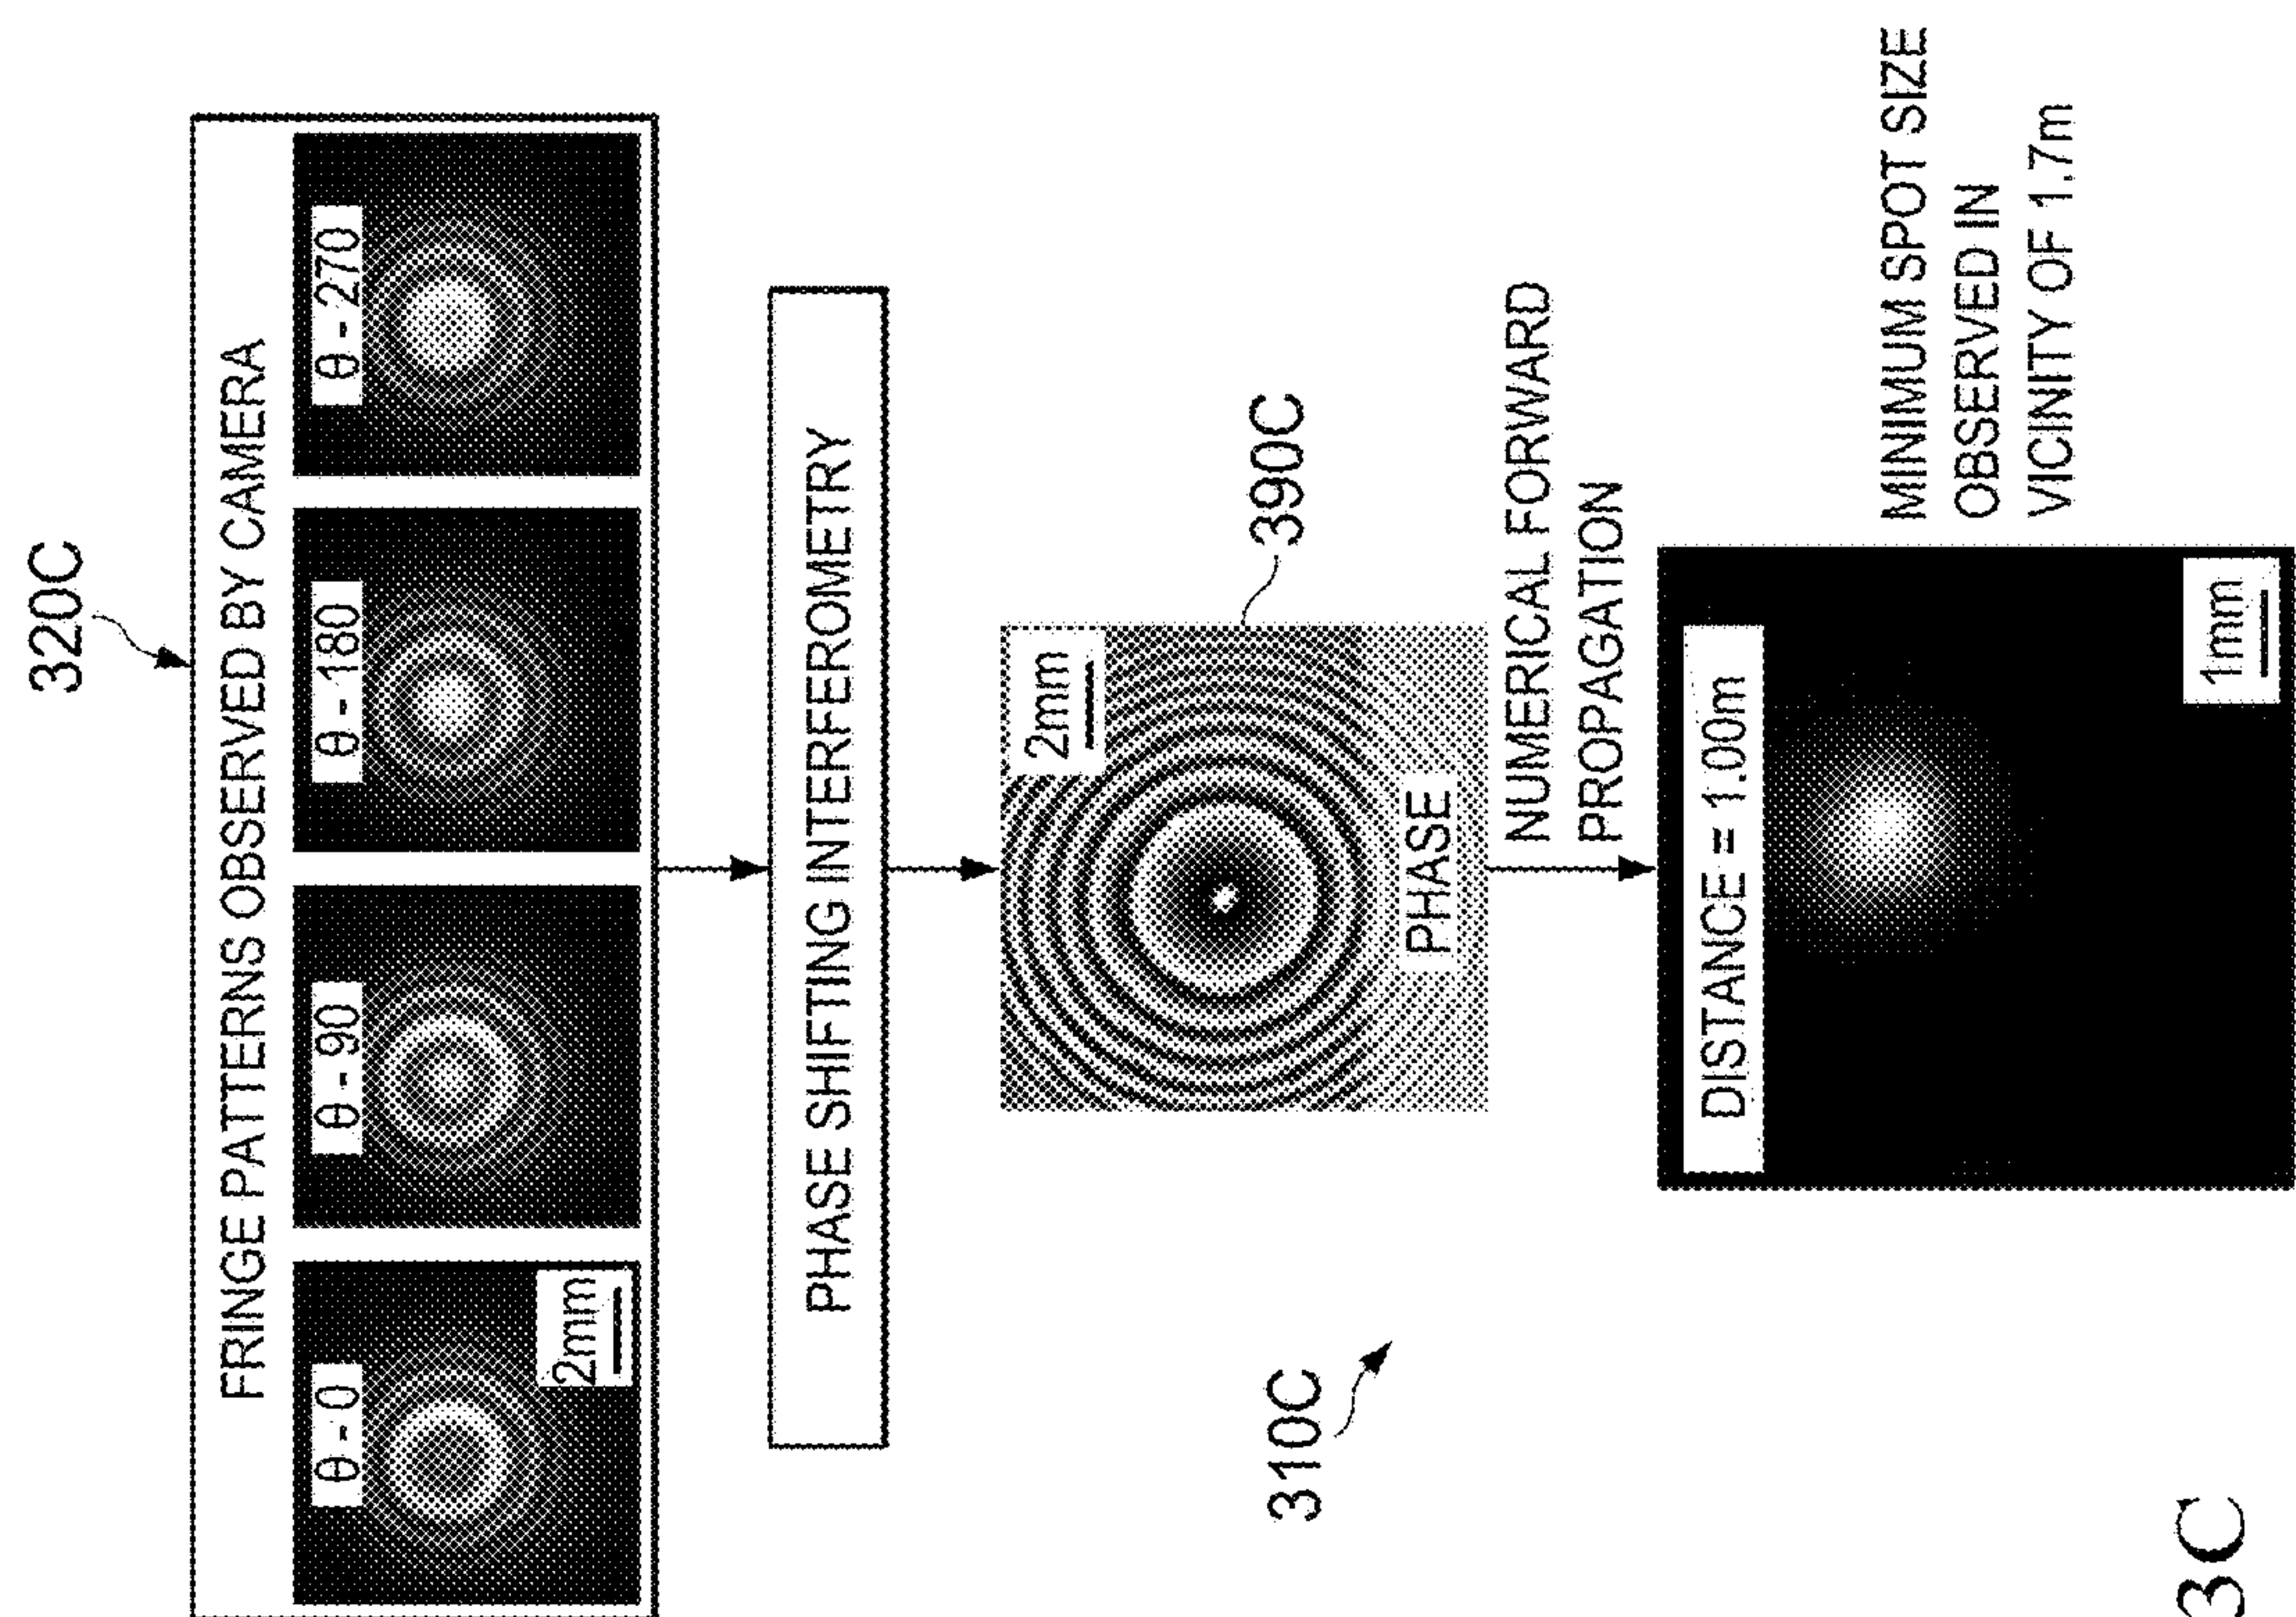 320C
FRINGE PATTERNS OBSERVED BY CAMERA
θ - 0
θ - 90
θ - 180
θ - 270
2mm
PHASE SHIFTING INTERFEROMETRY
2mm
390C
PHASE
310C
NUMERICAL FORWARD
PROPAGATION
DISTANCE = 1.00m
1mm
MINIMUM SPOT SIZE
OBSERVED IN
VICINITY OF 1.7m
3C